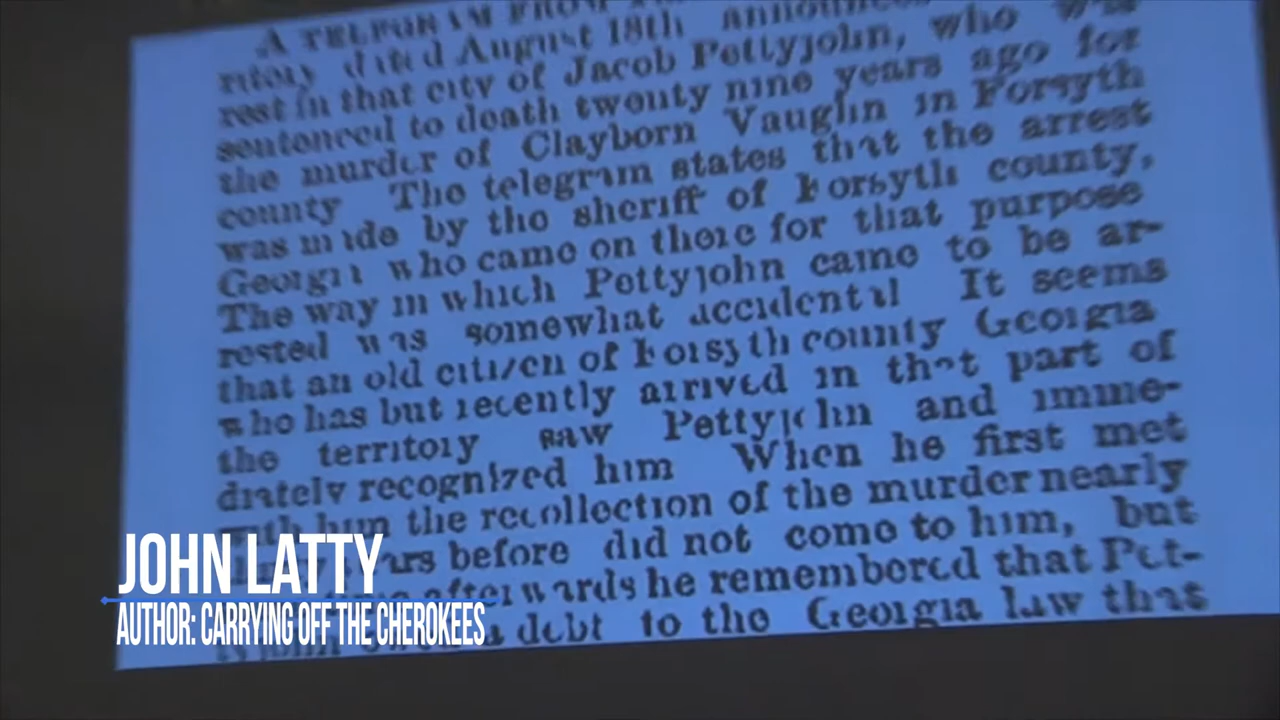 A TELEGRAM FROM
ritory dated August 18th announces
rest in that city of Jacob Pettyjohn, who was
sentenced to death twenty nine years ago for
the murder of Clayborn Vaughn in Forsyth
county The telegram states that the arrest
was made by the sheriff of Forsyth county,
Georgia who came on there for that purpose
The way in which Pettyjohn came to be ar-
rested was somewhat accidental It seems
that an old citizen of Forsyth county Georgia
who has but recently arrived in that part of
the territory saw Pettyjohn and imme-
diately recognized him When he first met
with him the recollection of the murder nearly
before did not come to him, but
afterwards he remembered that Pet-
a debt to the Georgia law that
JOHN LATTY
AUTHOR: CARRYING OFF THE CHEROKEES